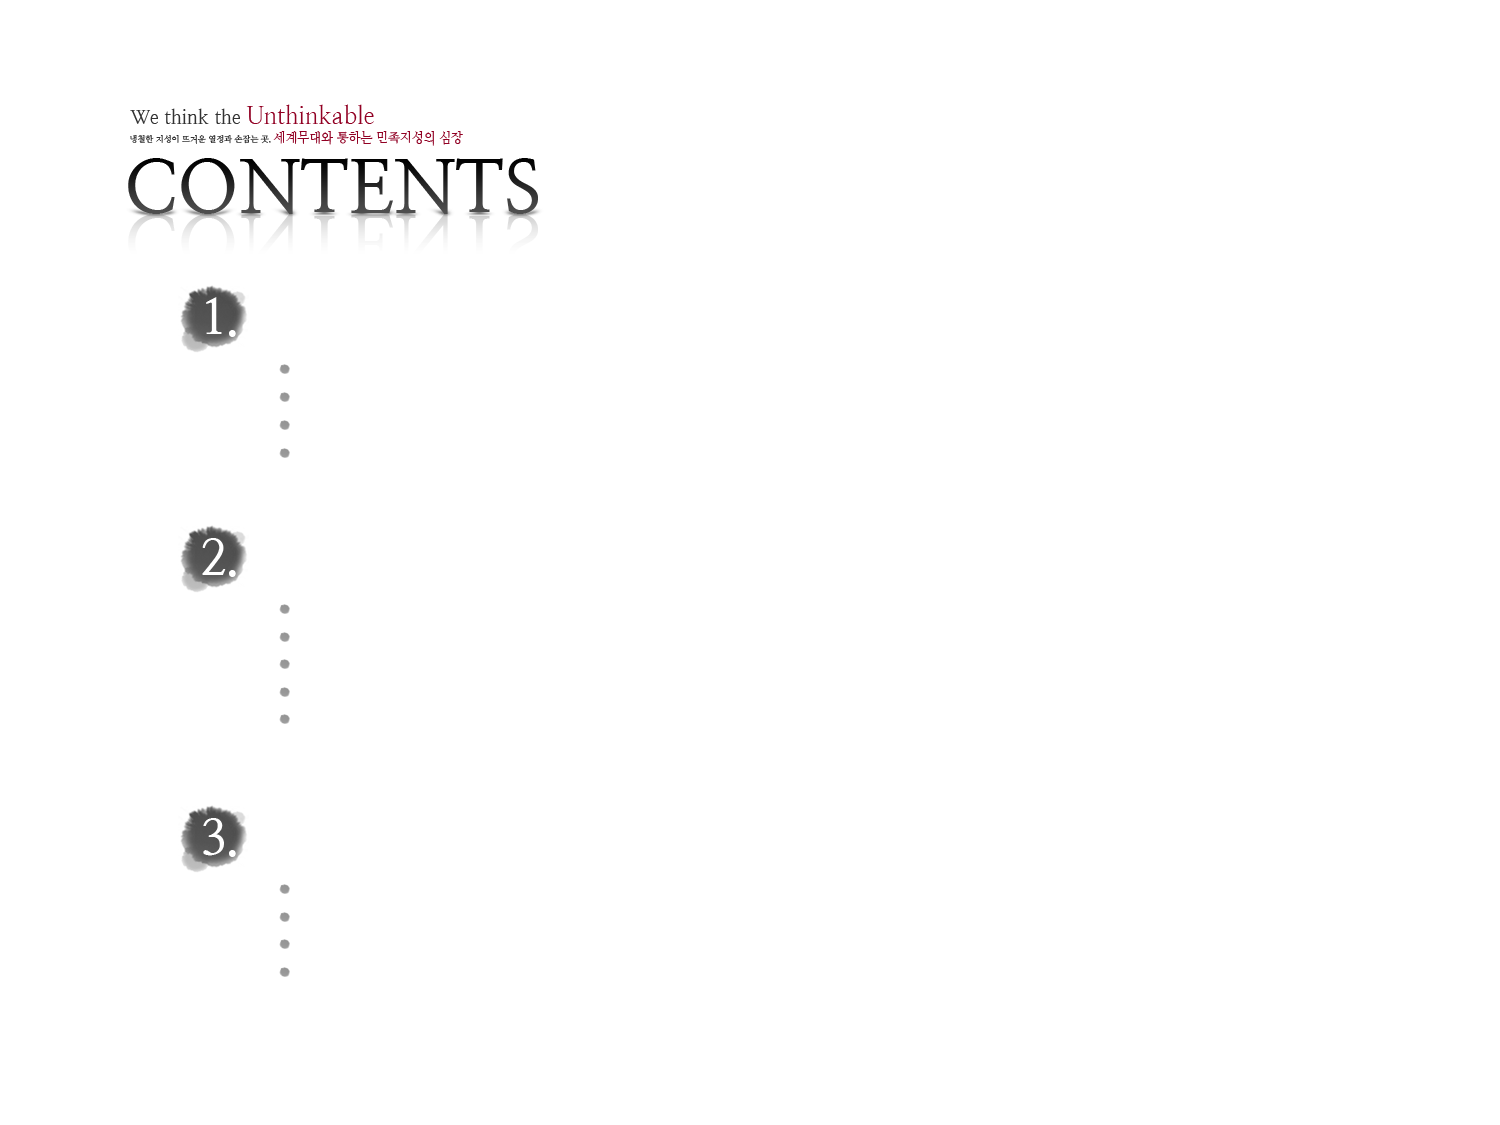 We think the Unthinkable
냉철한 지성이 뜨거운 열정과 손잡는 곳. 세계무대와 통하는 민족지성의 심장
CONTENTS
1.
2.
3.